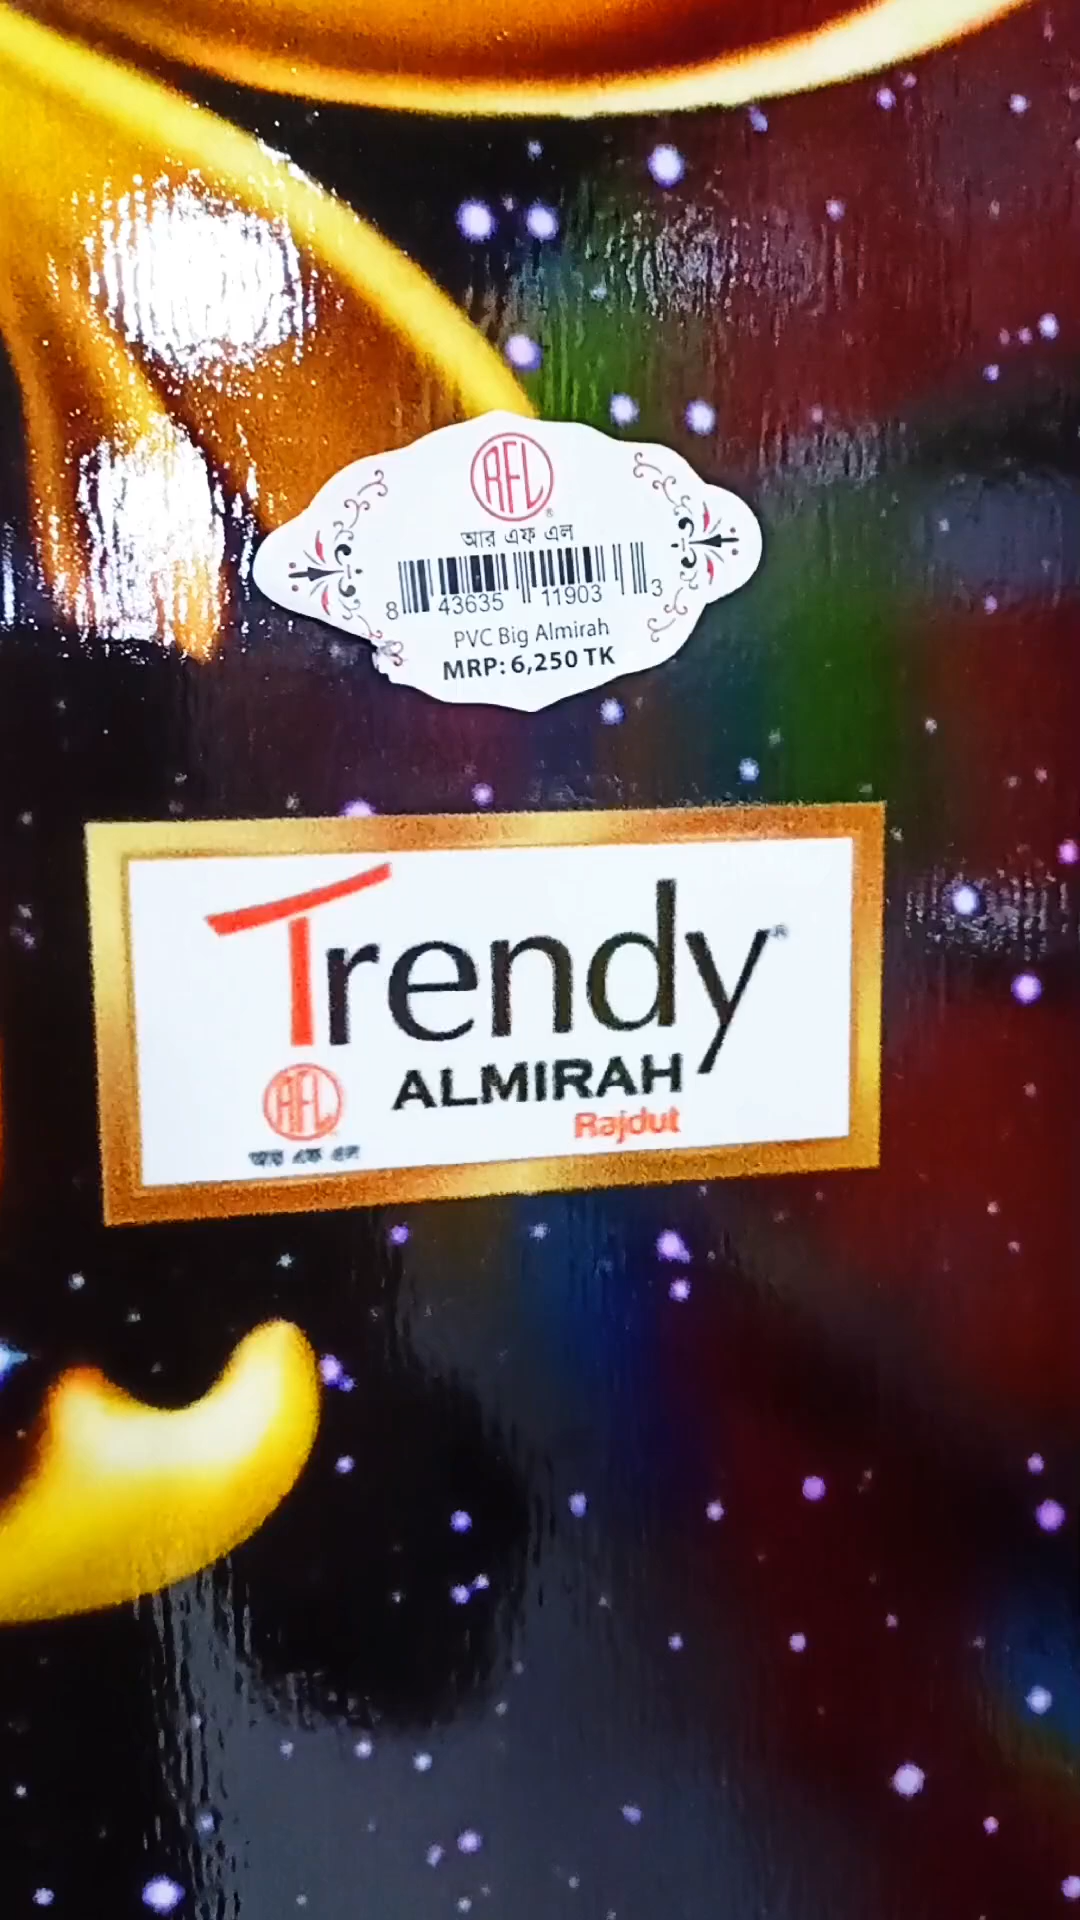 RFL®
আর এফ এল
8 43635 11903 3
PVC Big Almirah
MRP: 6,250 TK
Trendy®
ALMIRAH
Rajdut
RFL
আর এফ এল